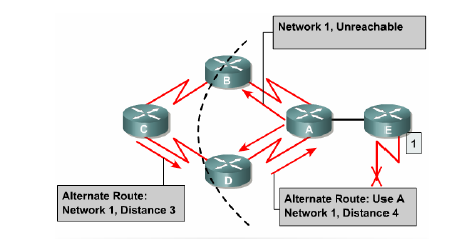 Network 1, Unreachable
B
C
A
E
1
D
Alternate Route:
Network 1, Distance 3
Alternate Route: Use A
Network 1, Distance 4